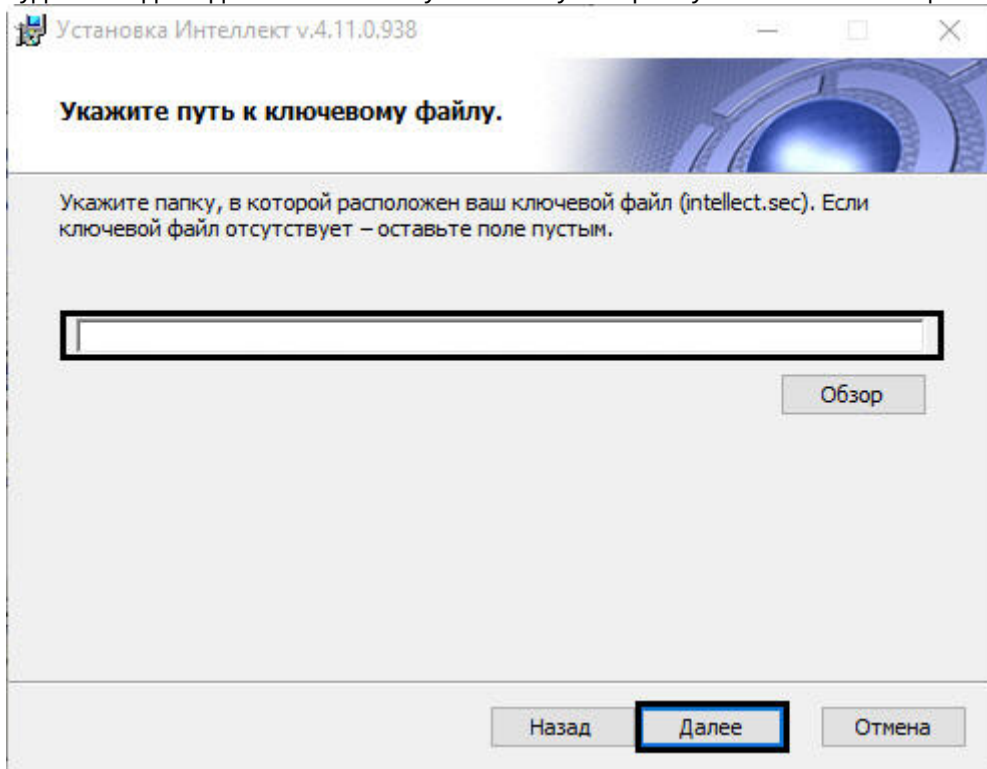 Установка Интеллект v.4.11.0.938
Укажите путь к ключевому файлу.
Укажите папку, в которой расположен ваш ключевой файл (intellect.sec). Если
ключевой файл отсутствует – оставьте поле пустым.
Обзор
Назад Далее Отмена